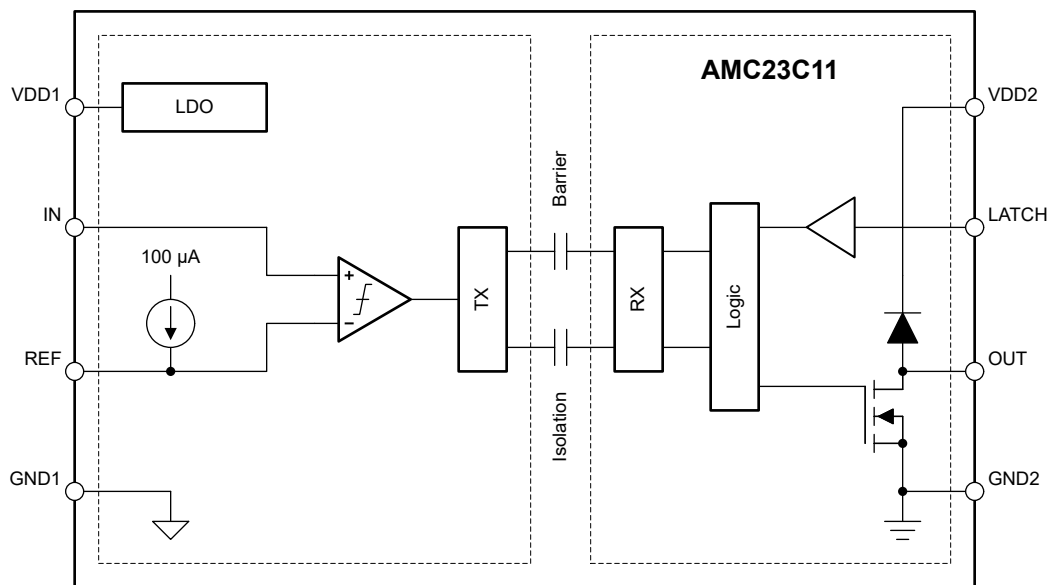 AMC23C11
VDD1
LDO
VDD2
Barrier
IN
LATCH
100 µA
+
−
TX
RX
Logic
REF
OUT
Isolation
GND1
GND2